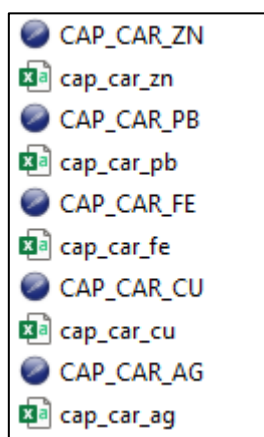 CAP_CAR_ZN
cap_car_zn
CAP_CAR_PB
cap_car_pb
CAP_CAR_FE
cap_car_fe
CAP_CAR_CU
cap_car_cu
CAP_CAR_AG
cap_car_ag